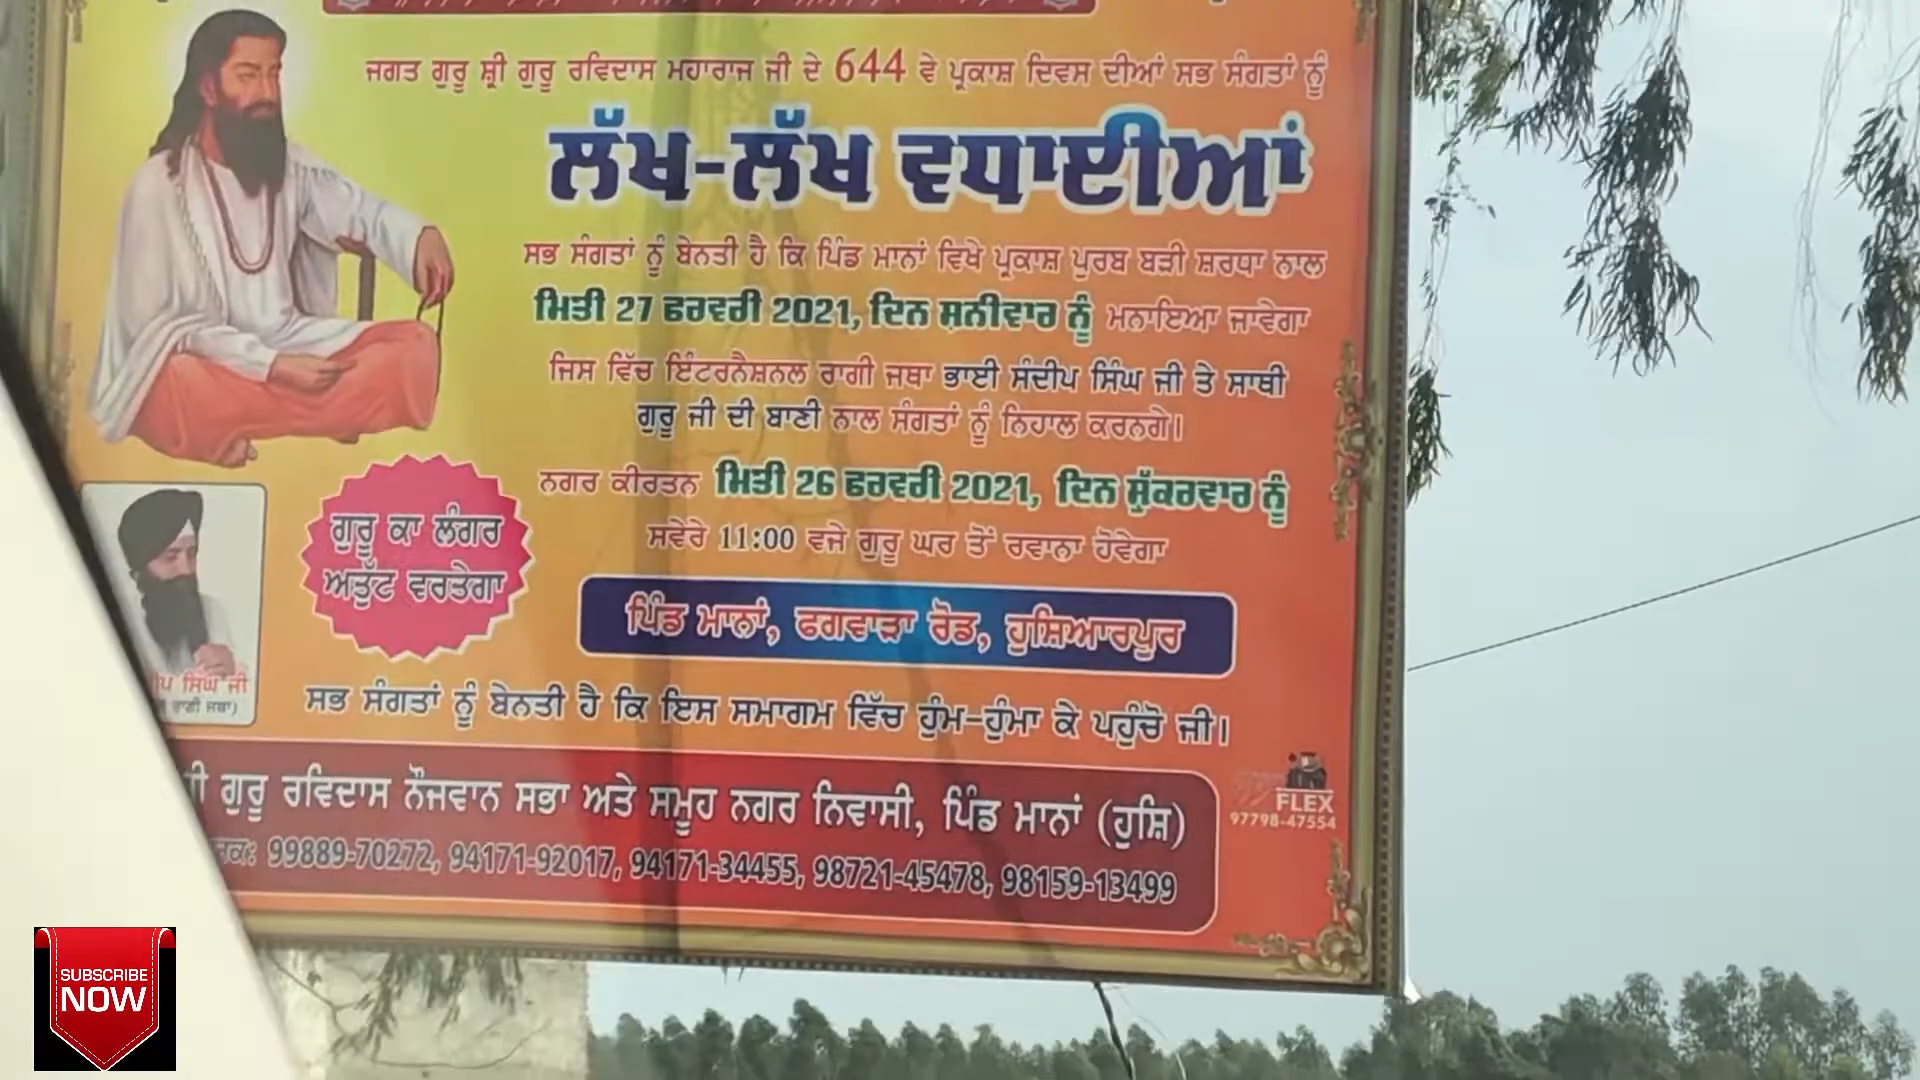 ਜਗਤ ਗੁਰੂ ਸ਼੍ਰੀ ਗੁਰੂ ਰਵਿਦਾਸ ਮਹਾਰਾਜ ਜੀ ਦੇ 644 ਵੇ ਪ੍ਰਕਾਸ਼ ਦਿਵਸ ਦੀਆਂ ਸਭ ਸੰਗਤਾਂ ਨੂੰ
ਲੱਖ-ਲੱਖ ਵਧਾਈਆਂ
ਸਭ ਸੰਗਤਾਂ ਨੂੰ ਬੇਨਤੀ ਹੈ ਕਿ ਪਿੰਡ ਮਾਨਾਂ ਵਿਖੇ ਪ੍ਰਕਾਸ਼ ਪੁਰਬ ਬੜੀ ਸ਼ਰਧਾ ਨਾਲ
ਮਿਤੀ 27 ਫਰਵਰੀ 2021, ਦਿਨ ਸ਼ਨੀਵਾਰ ਨੂੰ ਮਨਾਇਆ ਜਾਵੇਗਾ
ਜਿਸ ਵਿੱਚ ਇੰਟਰਨੈਸ਼ਨਲ ਰਾਗੀ ਜਥਾ ਭਾਈ ਸੰਦੀਪ ਸਿੰਘ ਜੀ ਤੇ ਸਾਥੀ
ਗੁਰੂ ਜੀ ਦੀ ਬਾਣੀ ਨਾਲ ਸੰਗਤਾਂ ਨੂੰ ਨਿਹਾਲ ਕਰਨਗੇ।
ਨਗਰ ਕੀਰਤਨ ਮਿਤੀ 26 ਫਰਵਰੀ 2021, ਦਿਨ ਸ਼ੁੱਕਰਵਾਰ ਨੂੰ
ਸਵੇਰੇ 11:00 ਵਜੇ ਗੁਰੂ ਘਰ ਤੋਂ ਰਵਾਨਾ ਹੋਵੇਗਾ
ਗੁਰੂ ਕਾ ਲੰਗਰ
ਅਤੁੱਟ ਵਰਤੇਗਾ
ਪਿੰਡ ਮਾਨਾਂ, ਫਗਵਾੜਾ ਰੋਡ, ਹੁਸ਼ਿਆਰਪੁਰ
ਸਿੰਘ ਜੀ
ਰਾਗੀ ਜਥਾ)
ਸਭ ਸੰਗਤਾਂ ਨੂੰ ਬੇਨਤੀ ਹੈ ਕਿ ਇਸ ਸਮਾਗਮ ਵਿੱਚ ਹੁੰਮ-ਹੁੰਮਾ ਕੇ ਪਹੁੰਚੋ ਜੀ।
ਗੁਰੂ ਰਵਿਦਾਸ ਨੌਜਵਾਨ ਸਭਾ ਅਤੇ ਸਮੂਹ ਨਗਰ ਨਿਵਾਸੀ, ਪਿੰਡ ਮਾਨਾਂ (ਹੁਸ਼ਿ)
99889-70272, 94171-92017, 94171-34455, 98721-45478, 98159-13499
FLEX
97798-47554
SUBSCRIBE
NOW